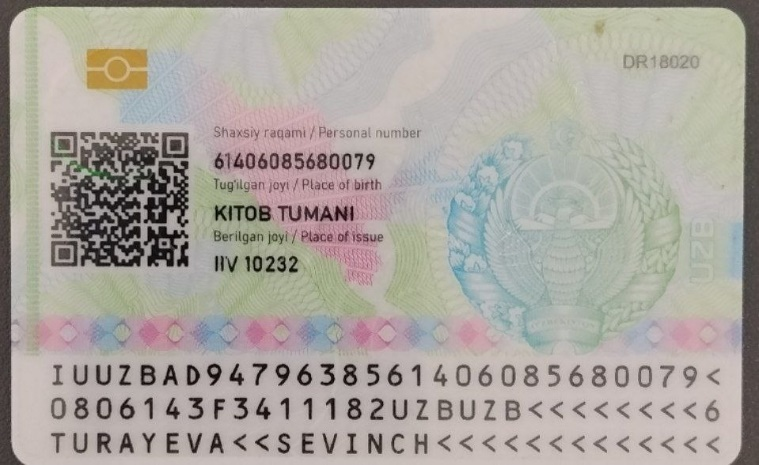 DR18020
Shaxsiy raqami / Personal number
61406085680079
Tug'ilgan joyi / Place of birth
KITOB TUMANI
Berilgan joyi / Place of issue
IIV 10232
UZB
IUUZBAD9479638561406085680079<
0806143F3411182UZBUZB<<<<<<<<6
TURAYEVA<<SEVINCH<<<<<<<<<<<<<